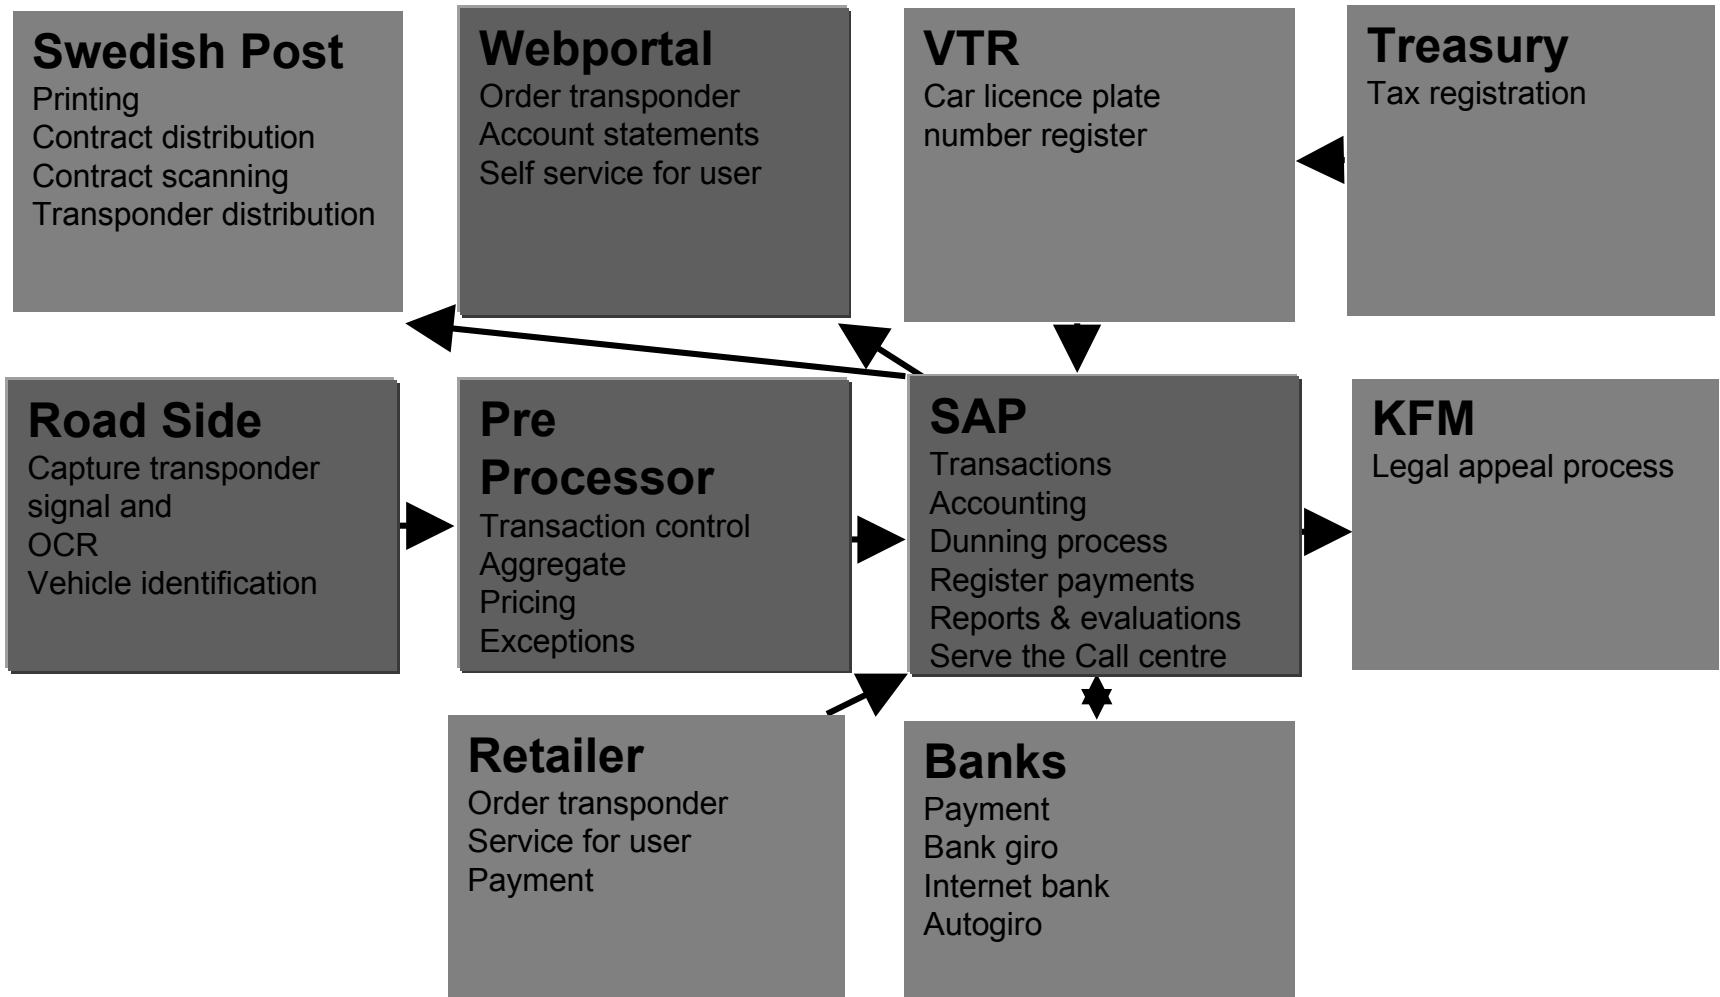 Swedish Post
Printing
Contract distribution
Contract scanning
Transponder distribution
Webportal
Order transponder
Account statements
Self service for user
VTR
Car licence plate
number register
Treasury
Tax registration
Road Side
Capture transponder
signal and
OCR
Vehicle identification
Pre
Processor
Transaction control
Aggregate
Pricing
Exceptions
SAP
Transactions
Accounting
Dunning process
Register payments
Reports & evaluations
Serve the Call centre
KFM
Legal appeal process
Retailer
Order transponder
Service for user
Payment
Banks
Payment
Bank giro
Internet bank
Autogiro